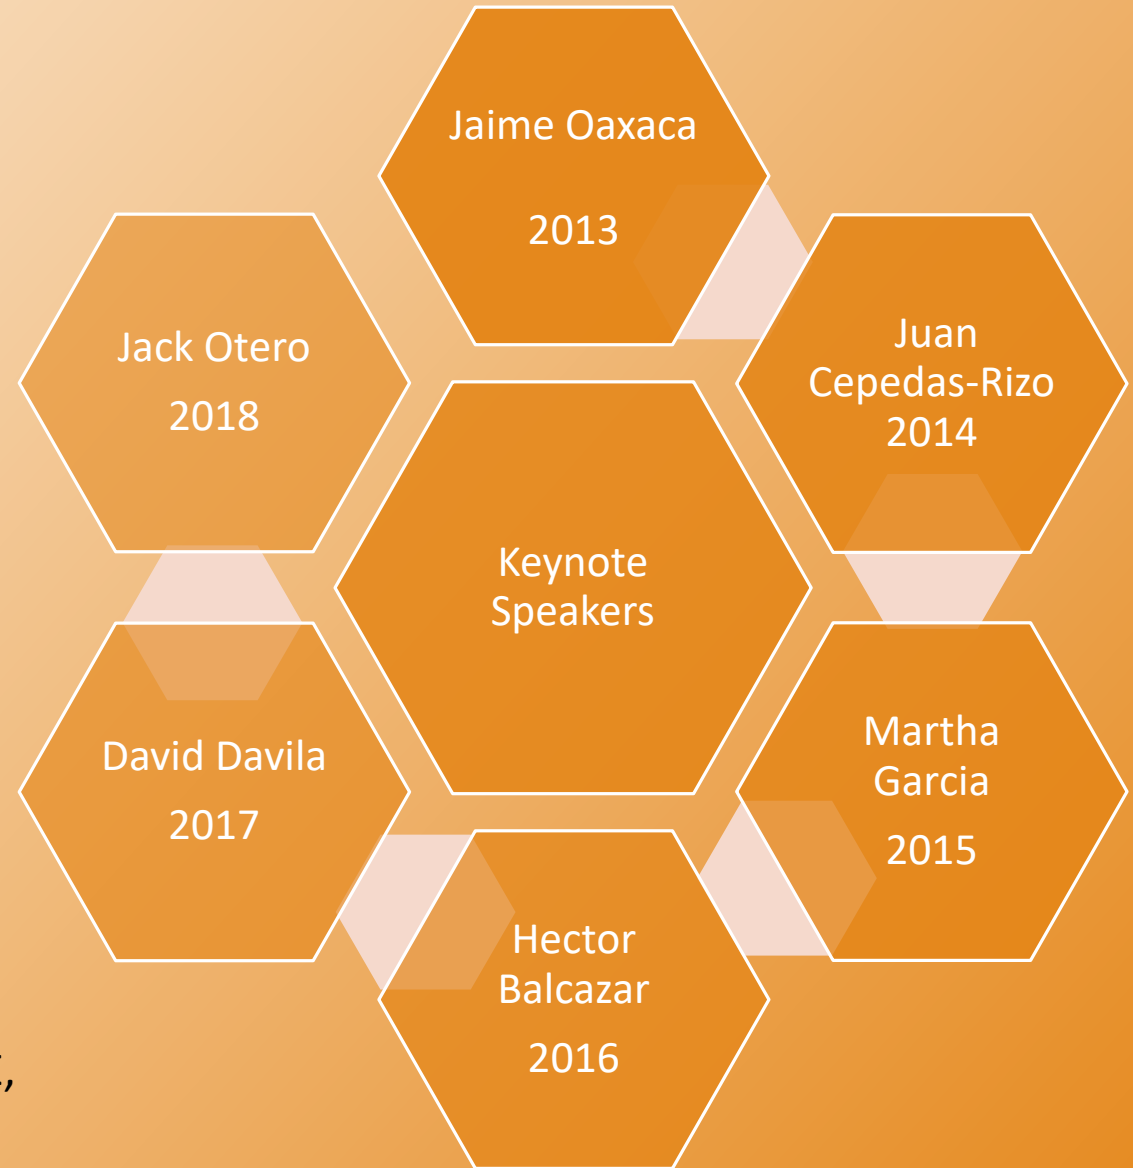 Jaime Oaxaca
2013
Juan
Cepedas-Rizo
2014
Martha
Garcia
2015
Hector
Balcazar
2016
David Davila
2017
Jack Otero
2018
Keynote
Speakers